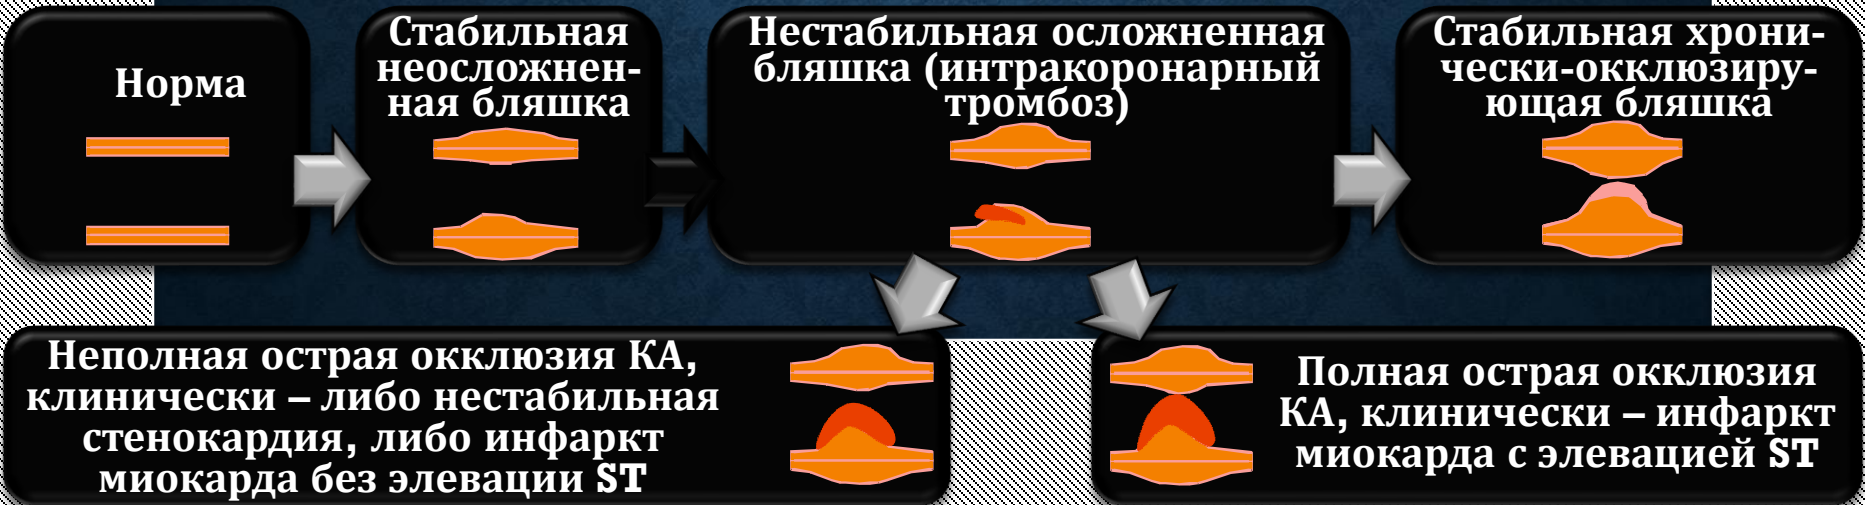 Норма
Стабильная
неосложнен-
ная бляшка
Нестабильная осложненная
бляшка (интракоронарный
тромбоз)
Стабильная хрони-
чески-окклюзиру-
ющая бляшка
Неполная острая окклюзия КА,
клинически – либо нестабильная
стенокардия, либо инфаркт
миокарда без элевации ST
Полная острая окклюзия
КА, клинически – инфаркт
миокарда с элевацией ST